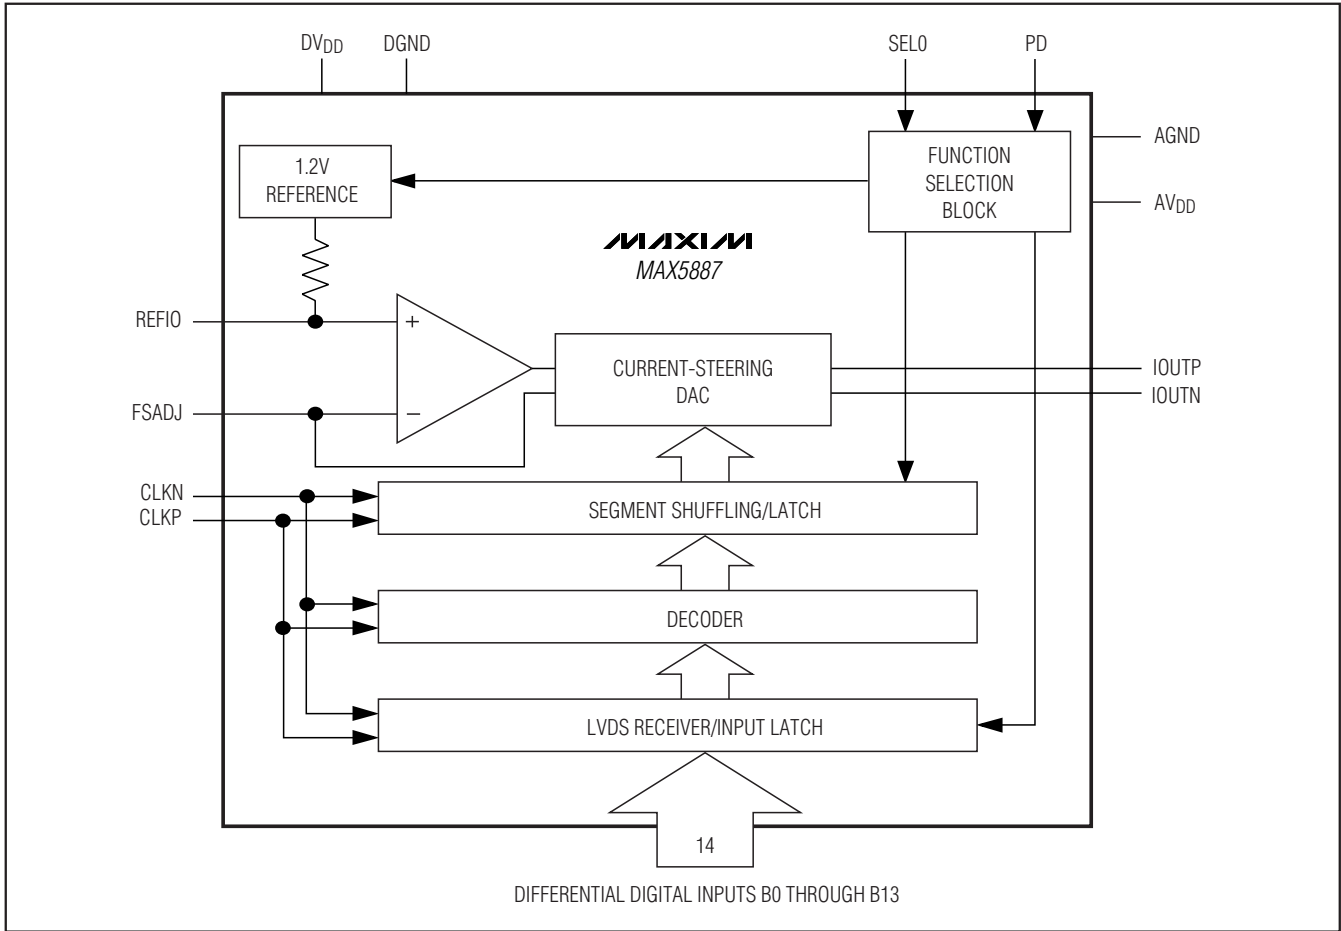 DVDD DGND SEL0 PD
AGND
AVDD
1.2V
REFERENCE
FUNCTION
SELECTION
BLOCK
MAXIM
MAX5887
REFIO
+
CURRENT-STEERING
DAC
IOUTP
IOUTN
FSADJ
−
CLKN
CLKP
SEGMENT SHUFFLING/LATCH
DECODER
LVDS RECEIVER/INPUT LATCH
14
DIFFERENTIAL DIGITAL INPUTS B0 THROUGH B13